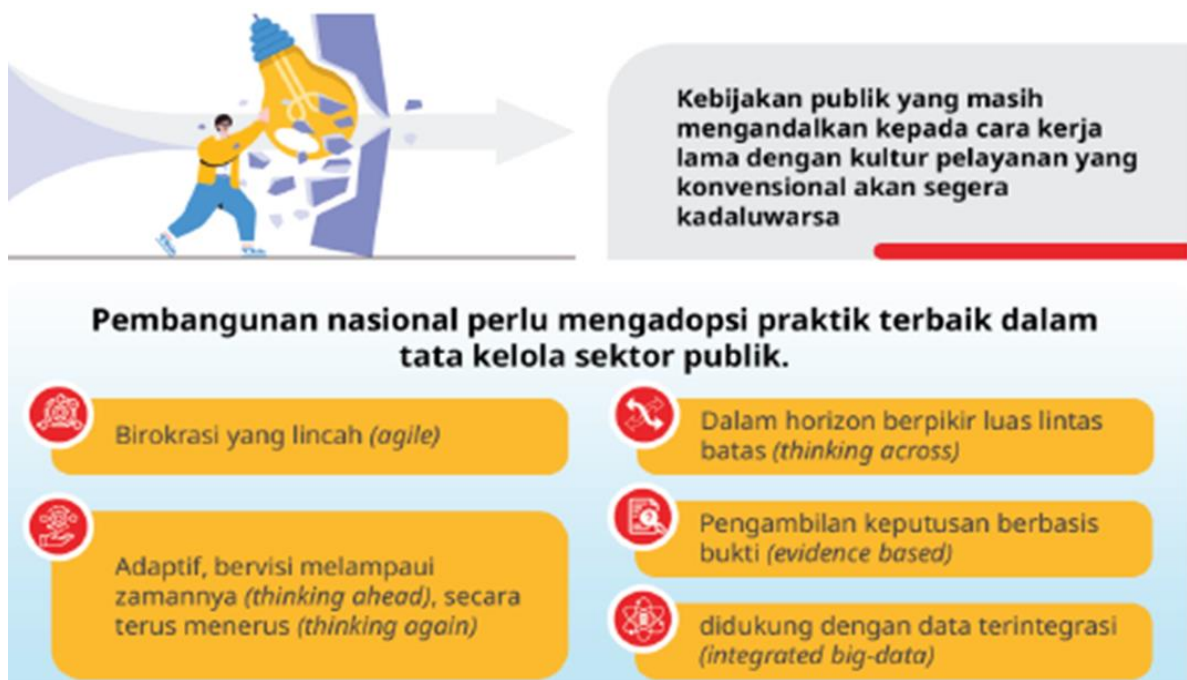 Kebijakan publik yang masih
mengandalkan kepada cara kerja
lama dengan kultur pelayanan yang
konvensional akan segera
kadaluwarsa
Pembangunan nasional perlu mengadopsi praktik terbaik dalam
tata kelola sektor publik.
Birokrasi yang lincah (agile)
Adaptif, bervisi melampaui
zamannya (thinking ahead), secara
terus menerus (thinking again)
Dalam horizon berpikir luas lintas
batas (thinking across)
Pengambilan keputusan berbasis
bukti (evidence based)
didukung dengan data terintegrasi
(integrated big-data)